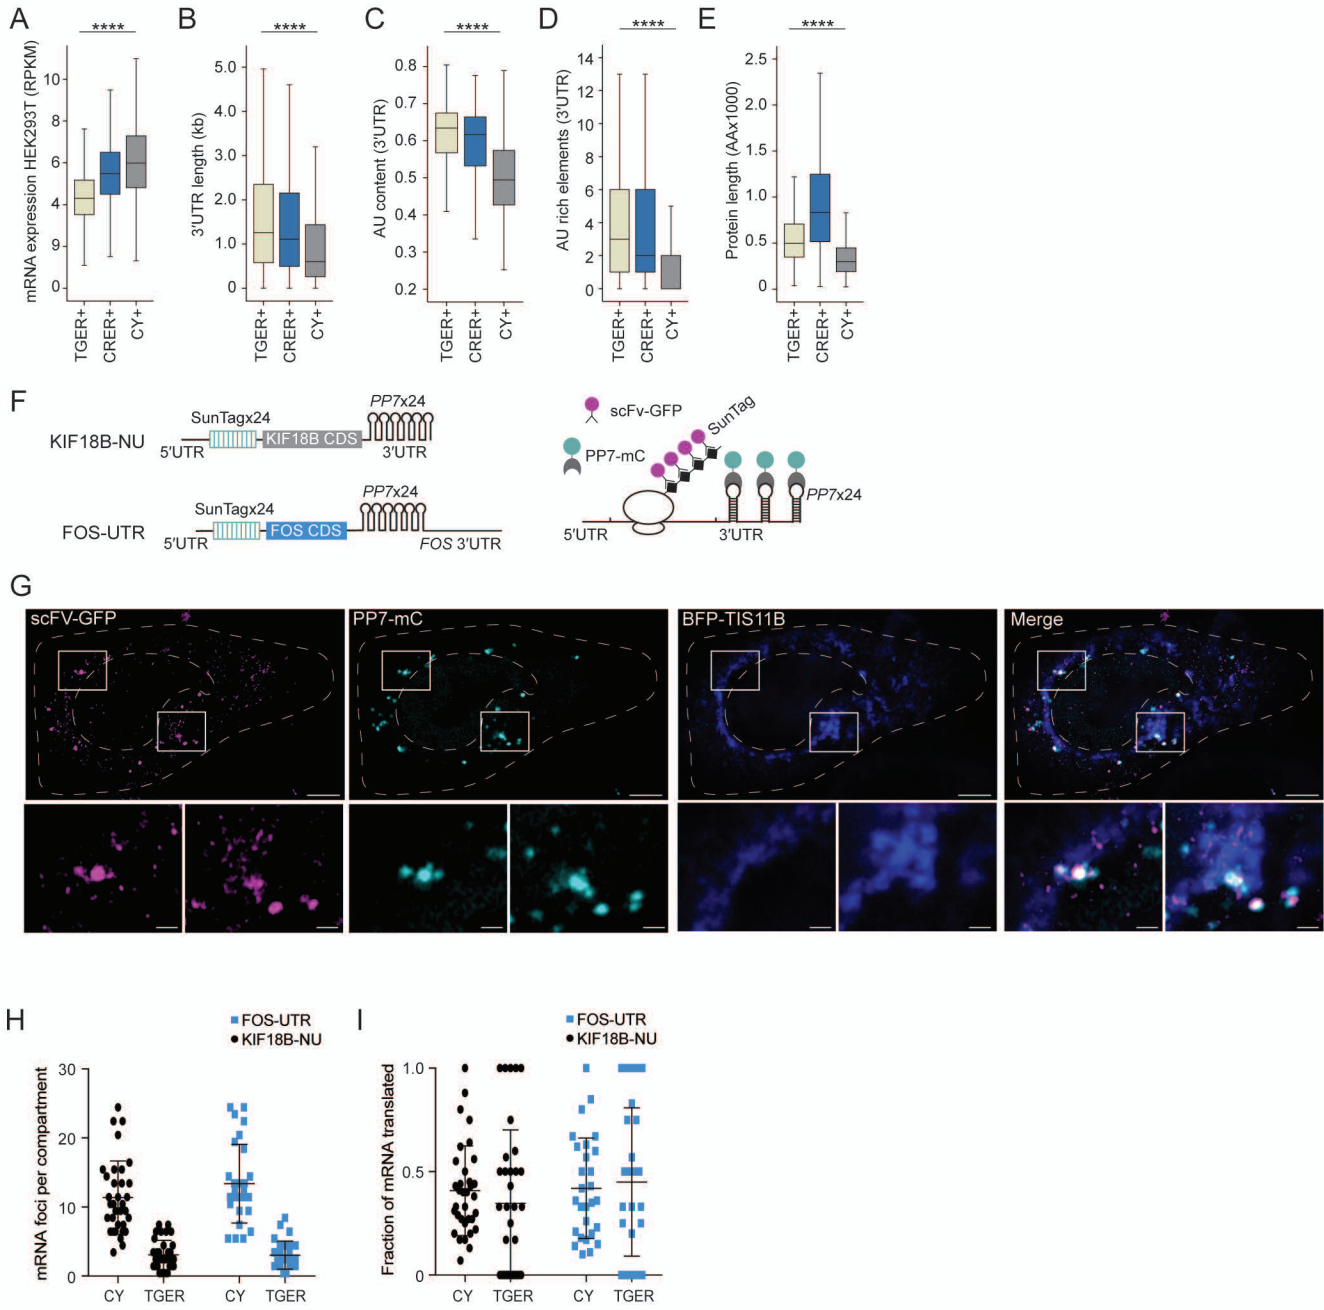 A
****
mRNA expression HEK293T (RPKM)
10
8
6
4
9
0
TGER+
CRER+
CY+
B
****
3'UTR length (kb)
5.0
4.0
3.0
2.0
1.0
0
TGER+
CRER+
CY+
C
****
AU content (3'UTR)
0.8
0.7
0.6
0.5
0.4
0.3
0.2
TGER+
CRER+
CY+
D
****
AU rich elements (3'UTR)
14
12
10
8
6
4
2
0
TGER+
CRER+
CY+
E
****
Protein length (AAx1000)
2.5
2.0
1.5
1.0
0.5
0
TGER+
CRER+
CY+
F
KIF18B-NU
SunTagx24
PP7x24
KIF18B CDS
5'UTR
3'UTR
FOS-UTR
SunTagx24
PP7x24
FOS CDS
5'UTR
FOS 3'UTR
scFv-GFP
PP7-mC
SunTag
PP7x24
5'UTR
3'UTR
G
scFV-GFP
PP7-mC
BFP-TIS11B
Merge
H
FOS-UTR
KIF18B-NU
mRNA foci per compartment
30
20
10
0
CY
TGER
CY
TGER
I
FOS-UTR
KIF18B-NU
Fraction of mRNA translated
1.0
0.5
0
CY
TGER
CY
TGER